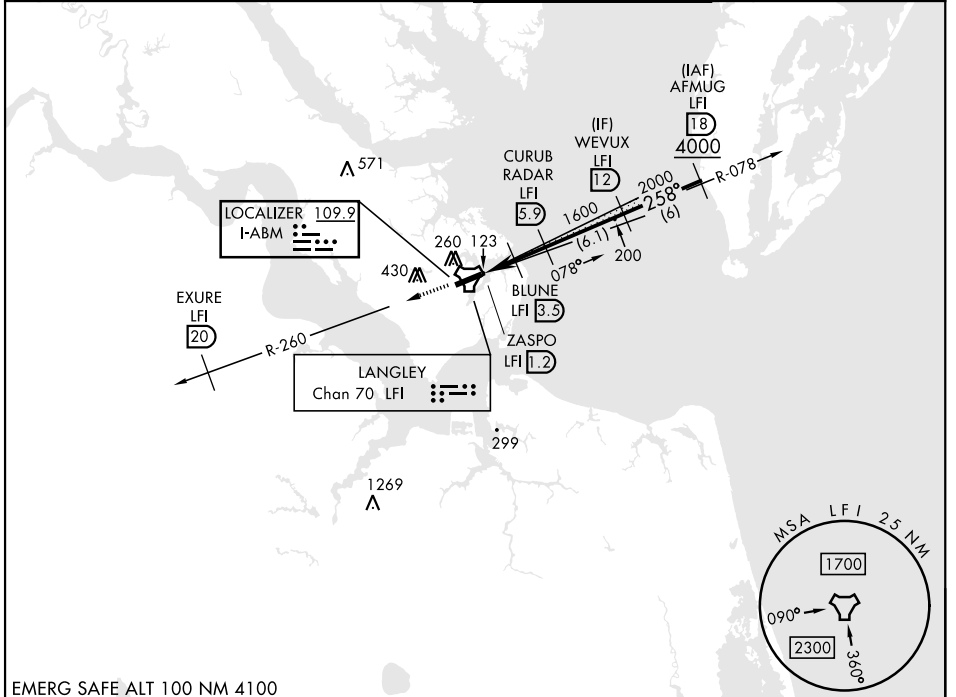 (IAF)
AFMUG
LFI
18
4000
R-078
(IF)
WEVUX
LFI
12
2000
258°
(6)
CURUB
RADAR
LFI
5.9
1600
(6.1)
200
078°
571
LOCALIZER 109.9
I-ABM
260
123
430
BLUNE
LFI 3.5
ZASPO
LFI 1.2
EXURE
LFI
20
R-260
LANGLEY
Chan 70 LFI
299
1269
MSA LFI 25 NM
1700
090°
2300
360°
EMERG SAFE ALT 100 NM 4100